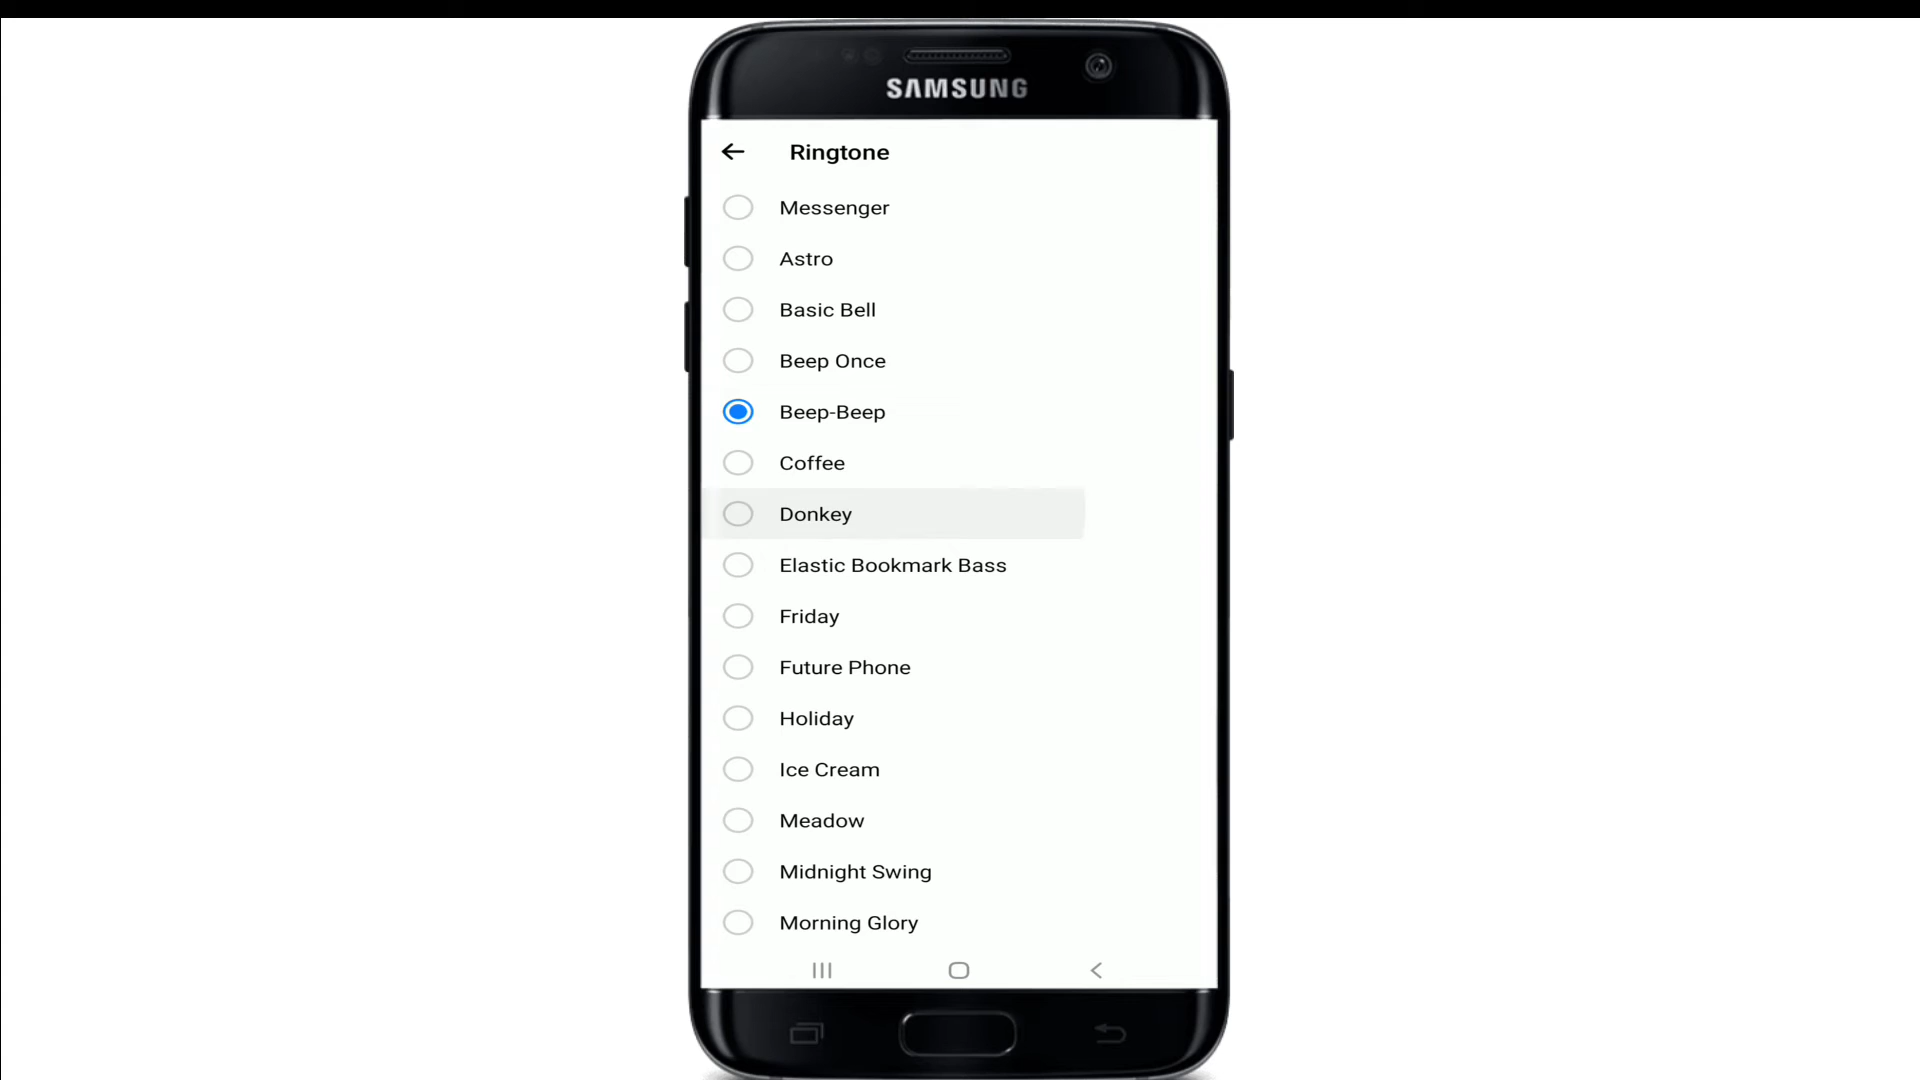 SAMSUNG
Ringtone
Messenger
Astro
Basic Bell
Beep Once
Beep-Beep
Coffee
Donkey
Elastic Bookmark Bass
Friday
Future Phone
Holiday
Ice Cream
Meadow
Midnight Swing
Morning Glory